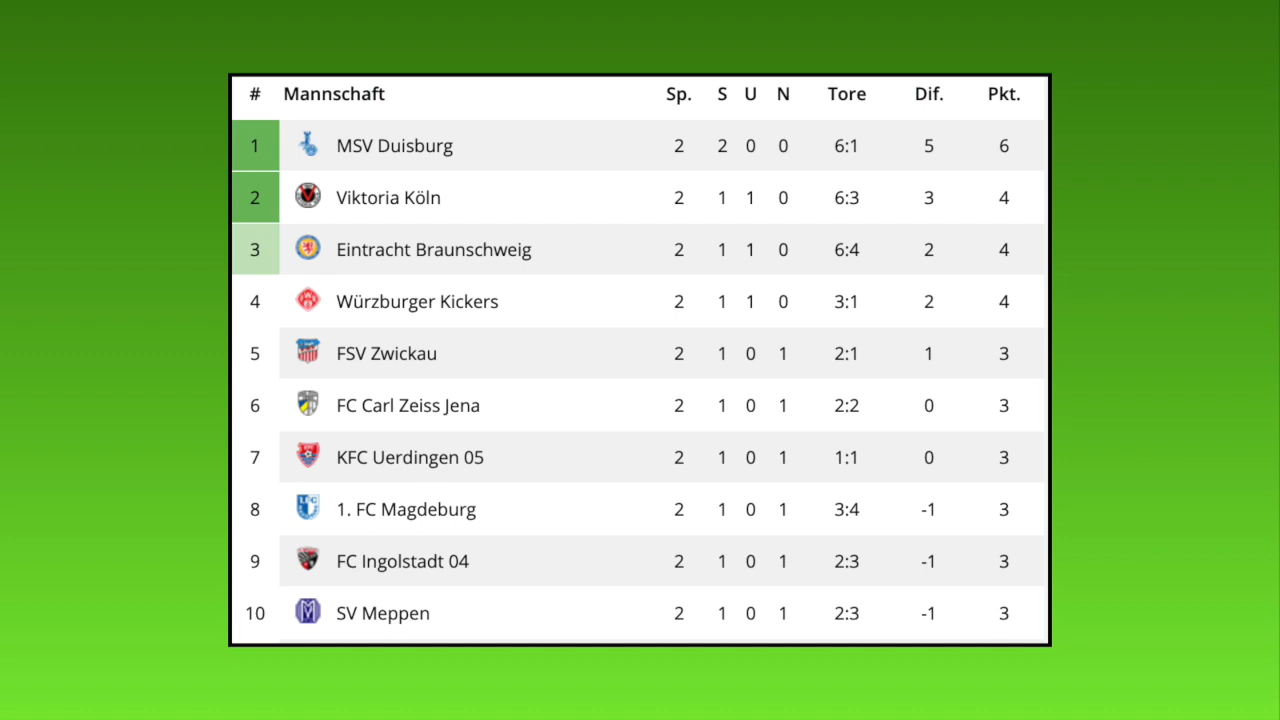 # Mannschaft Sp. S U N Tore Dif. Pkt.
1 MSV Duisburg 2 2 0 0 6:1 5 6
2 Viktoria Köln 2 1 1 0 6:3 3 4
3 Eintracht Braunschweig 2 1 1 0 6:4 2 4
4 Würzburger Kickers 2 1 1 0 3:1 2 4
5 FSV Zwickau 2 1 0 1 2:1 1 3
6 FC Carl Zeiss Jena 2 1 0 1 2:2 0 3
7 KFC Uerdingen 05 2 1 0 1 1:1 0 3
8 1. FC Magdeburg 2 1 0 1 3:4 -1 3
9 FC Ingolstadt 04 2 1 0 1 2:3 -1 3
10 SV Meppen 2 1 0 1 2:3 -1 3